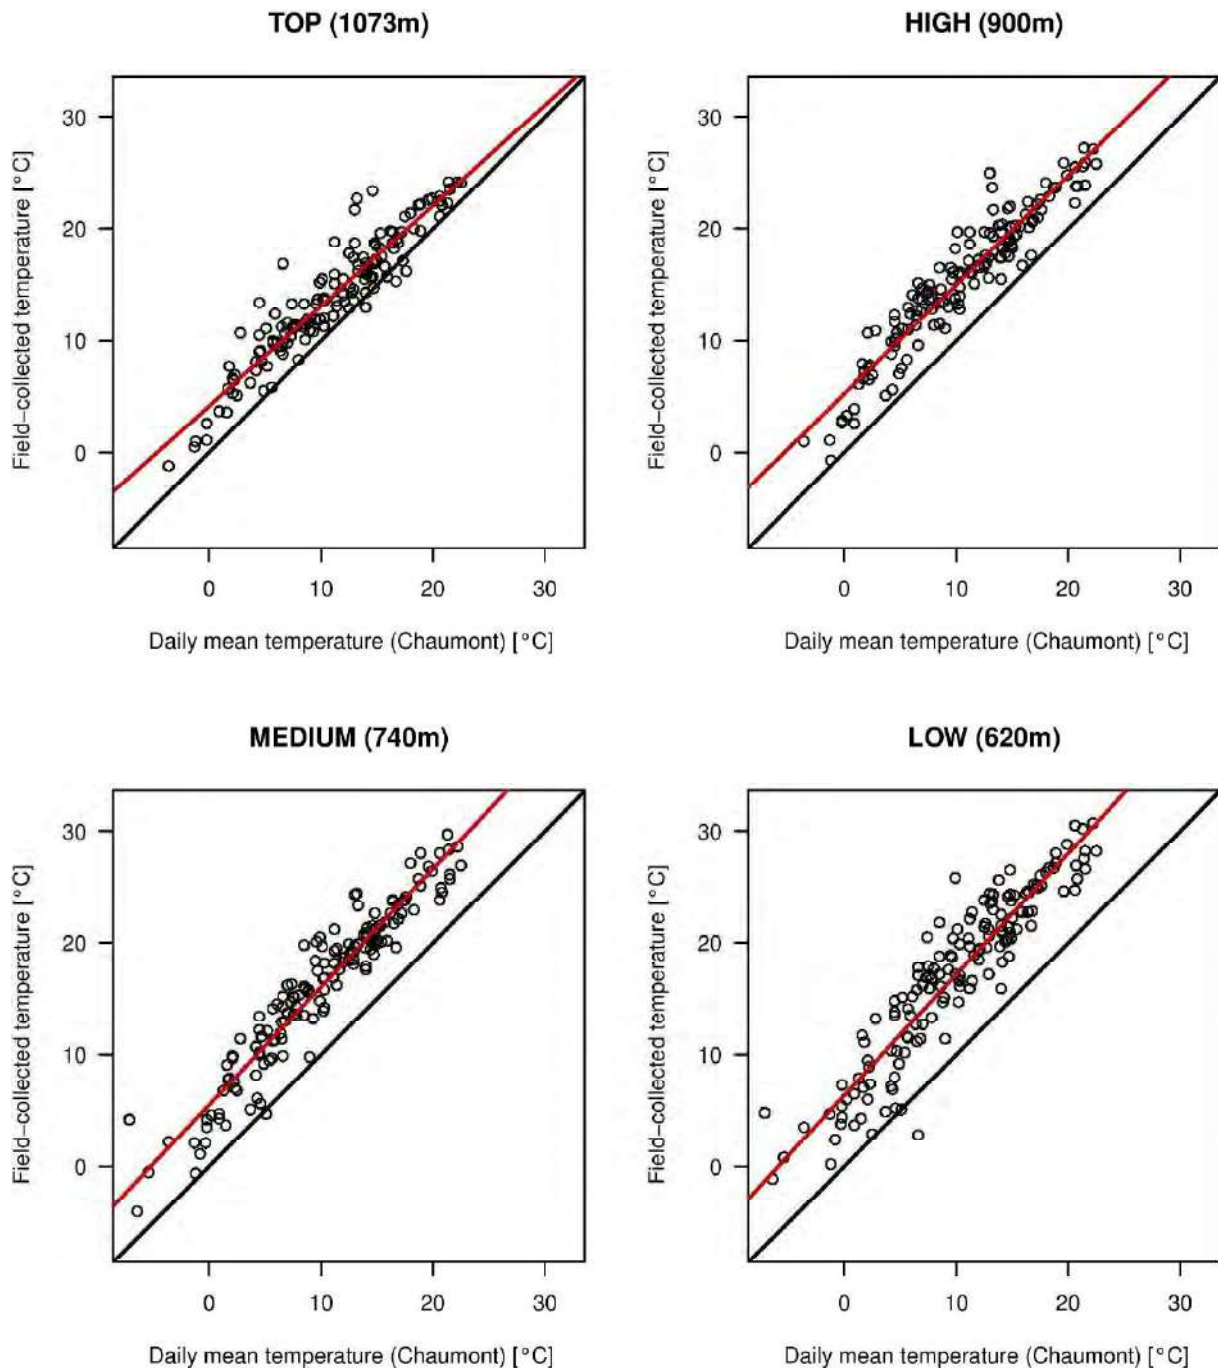 TOP (1073m)
HIGH (900m)
30
20
10
0
Field-collected temperature [°C]
0 10 20 30
Daily mean temperature (Chaumont) [°C]
30
20
10
0
Field-collected temperature [°C]
0 10 20 30
Daily mean temperature (Chaumont) [°C]
MEDIUM (740m)
LOW (620m)
30
20
10
0
Field-collected temperature [°C]
0 10 20 30
Daily mean temperature (Chaumont) [°C]
30
20
10
0
Field-collected temperature [°C]
0 10 20 30
Daily mean temperature (Chaumont) [°C]